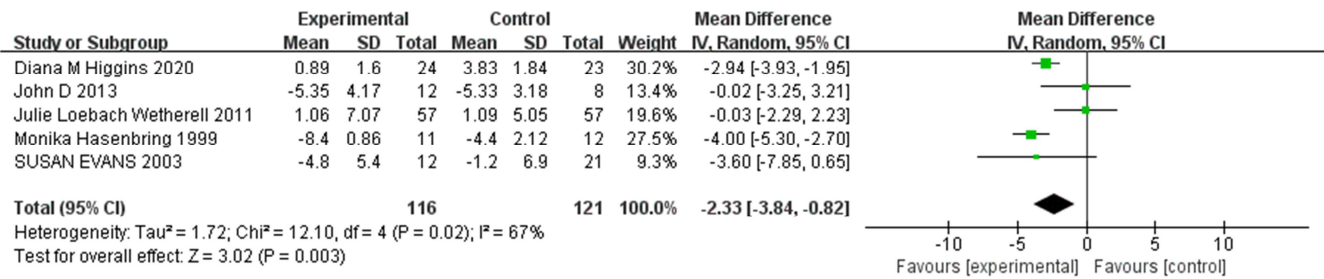 Experimental Control Mean Difference Mean Difference
Study or Subgroup Mean SD Total Mean SD Total Weight IV, Random, 95% CI IV, Random, 95% CI
Diana M Higgins 2020 0.89 1.6 24 3.83 1.84 23 30.2% -2.94 [-3.93, -1.95]
John D 2013 -5.35 4.17 12 -5.33 3.18 8 13.4% -0.02 [-3.25, 3.21]
Julie Loebach Wetherell 2011 1.06 7.07 57 1.09 5.05 57 19.6% -0.03 [-2.29, 2.23]
Monika Hasenbring 1999 -8.4 0.86 11 -4.4 2.12 12 27.5% -4.00 [-5.30, -2.70]
SUSAN EVANS 2003 -4.8 5.4 12 -1.2 6.9 21 9.3% -3.60 [-7.85, 0.65]
Total (95% CI) 116 121 100.0% -2.33 [-3.84, -0.82]
Heterogeneity: Tau² = 1.72; Chi² = 12.10, df = 4 (P = 0.02); I² = 67%
Test for overall effect: Z = 3.02 (P = 0.003)
-10 -5 0 5 10
Favours [experimental] Favours [control]